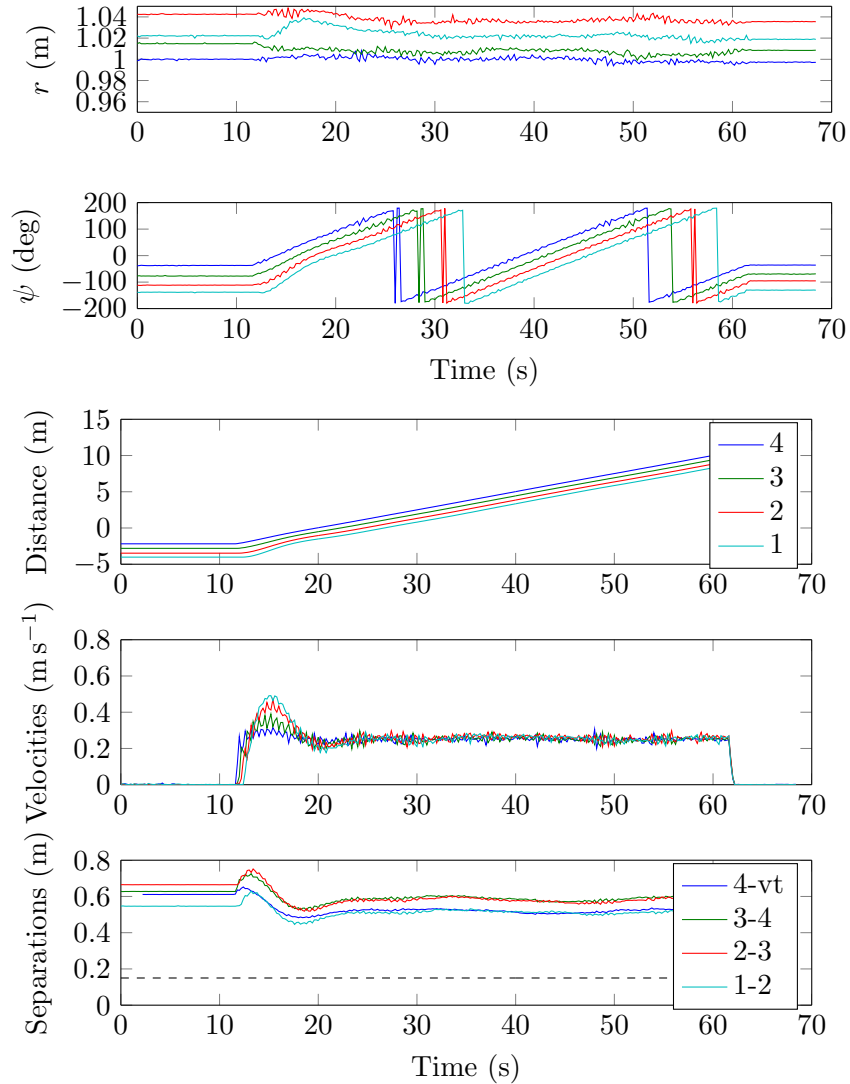 1.04
1.02
1
0.98
0.96
r (m)
0 10 20 30 40 50 60 70
200
100
0
−100
−200
ψ (deg)
0 10 20 30 40 50 60 70
Time (s)
15
10
5
0
−5
Distance (m)
4
3
2
1
0 10 20 30 40 50 60 70
0.8
0.6
0.4
0.2
0
Velocities (m s⁻¹)
0 10 20 30 40 50 60 70
0.8
0.6
0.4
0.2
0
Separations (m)
4-vt
3-4
2-3
1-2
0 10 20 30 40 50 60 70
Time (s)